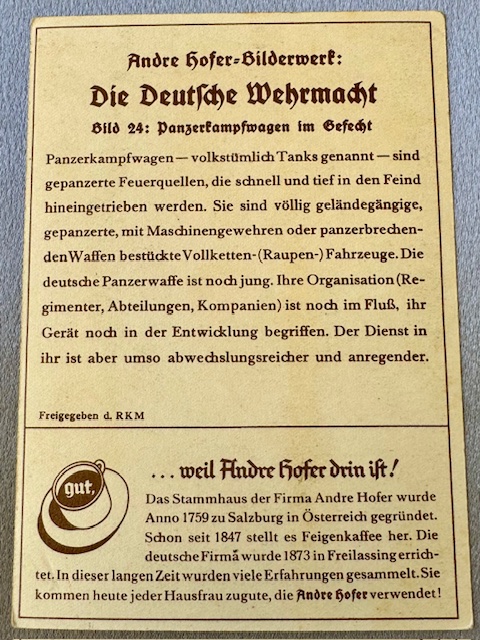 Andre Hofer-Bilderwerk:
Die Deutsche Wehrmacht
Bild 24: Panzerkampfwagen im Gefecht
Panzerkampfwagen — volkstümlich Tanks genannt — sind
gepanzerte Feuerquellen, die schnell und tief in den Feind
hineingetrieben werden. Sie sind völlig geländegängige,
gepanzerte, mit Maschinengewehren oder panzerbrechen-
den Waffen bestückte Vollketten-(Raupen-) Fahrzeuge. Die
deutsche Panzerwaffe ist noch jung. Ihre Organisation (Re-
gimenter, Abteilungen, Kompanien) ist noch im Fluß, ihr
Gerät noch in der Entwicklung begriffen. Der Dienst in
ihr ist aber umso abwechslungsreicher und anregender.
Freigegeben d. RKM
gut,
... weil Andre Hofer drin ist!
Das Stammhaus der Firma Andre Hofer wurde
Anno 1759 zu Salzburg in Österreich gegründet.
Schon seit 1847 stellt es Feigenkaffee her. Die
deutsche Firma wurde 1873 in Freilassing errich-
tet. In dieser langen Zeit wurden viele Erfahrungen gesammelt. Sie
kommen heute jeder Hausfrau zugute, die Andre Hofer verwendet!